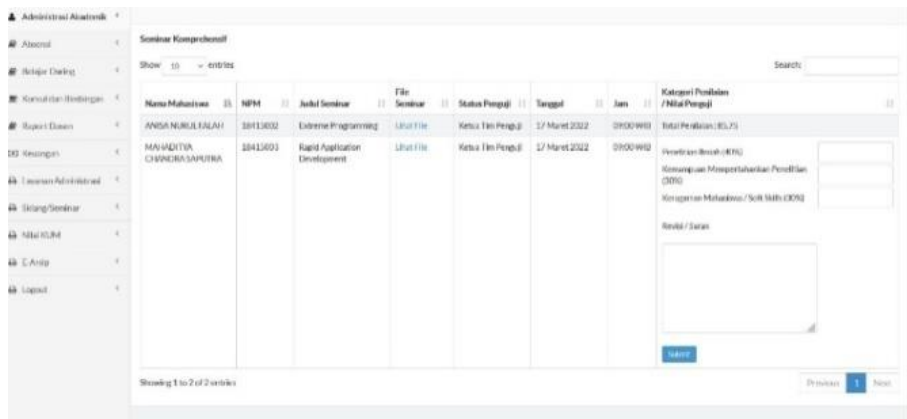 Administrasi Akademik
Absensi
Belajar Daring
Konsul dan Bimbingan
Raport Dosen
Keuangan
Layanan Administrasi
Sidang/Seminar
Nilai KUM
E-Arsip
Logout
Seminar Komprehensif
Show 10 entries
Search:
Nama Mahasiswa NPM Judul Seminar File Seminar Status Penguji Tanggal Jam Kategori Penilaian / Nilai Penguji
ANISA NURUL FALAH 18415002 Extreme Programming Lihat File Ketua Tim Penguji 17 Maret 2022 09:00 WIB Total Penilaian : 85,75
MAHADITYA CHANDRA SAPUTRA 18415003 Rapid Application Development Lihat File Ketua Tim Penguji 17 Maret 2022 09:00 WIB
Penelitian Ilmiah (40%)
Kemampuan Mempertahankan Penelitian (30%)
Keragaman Mahasiswa / Soft Skills (30%)
Revisi / Saran
Submit
Showing 1 to 2 of 2 entries
Previous 1 Next